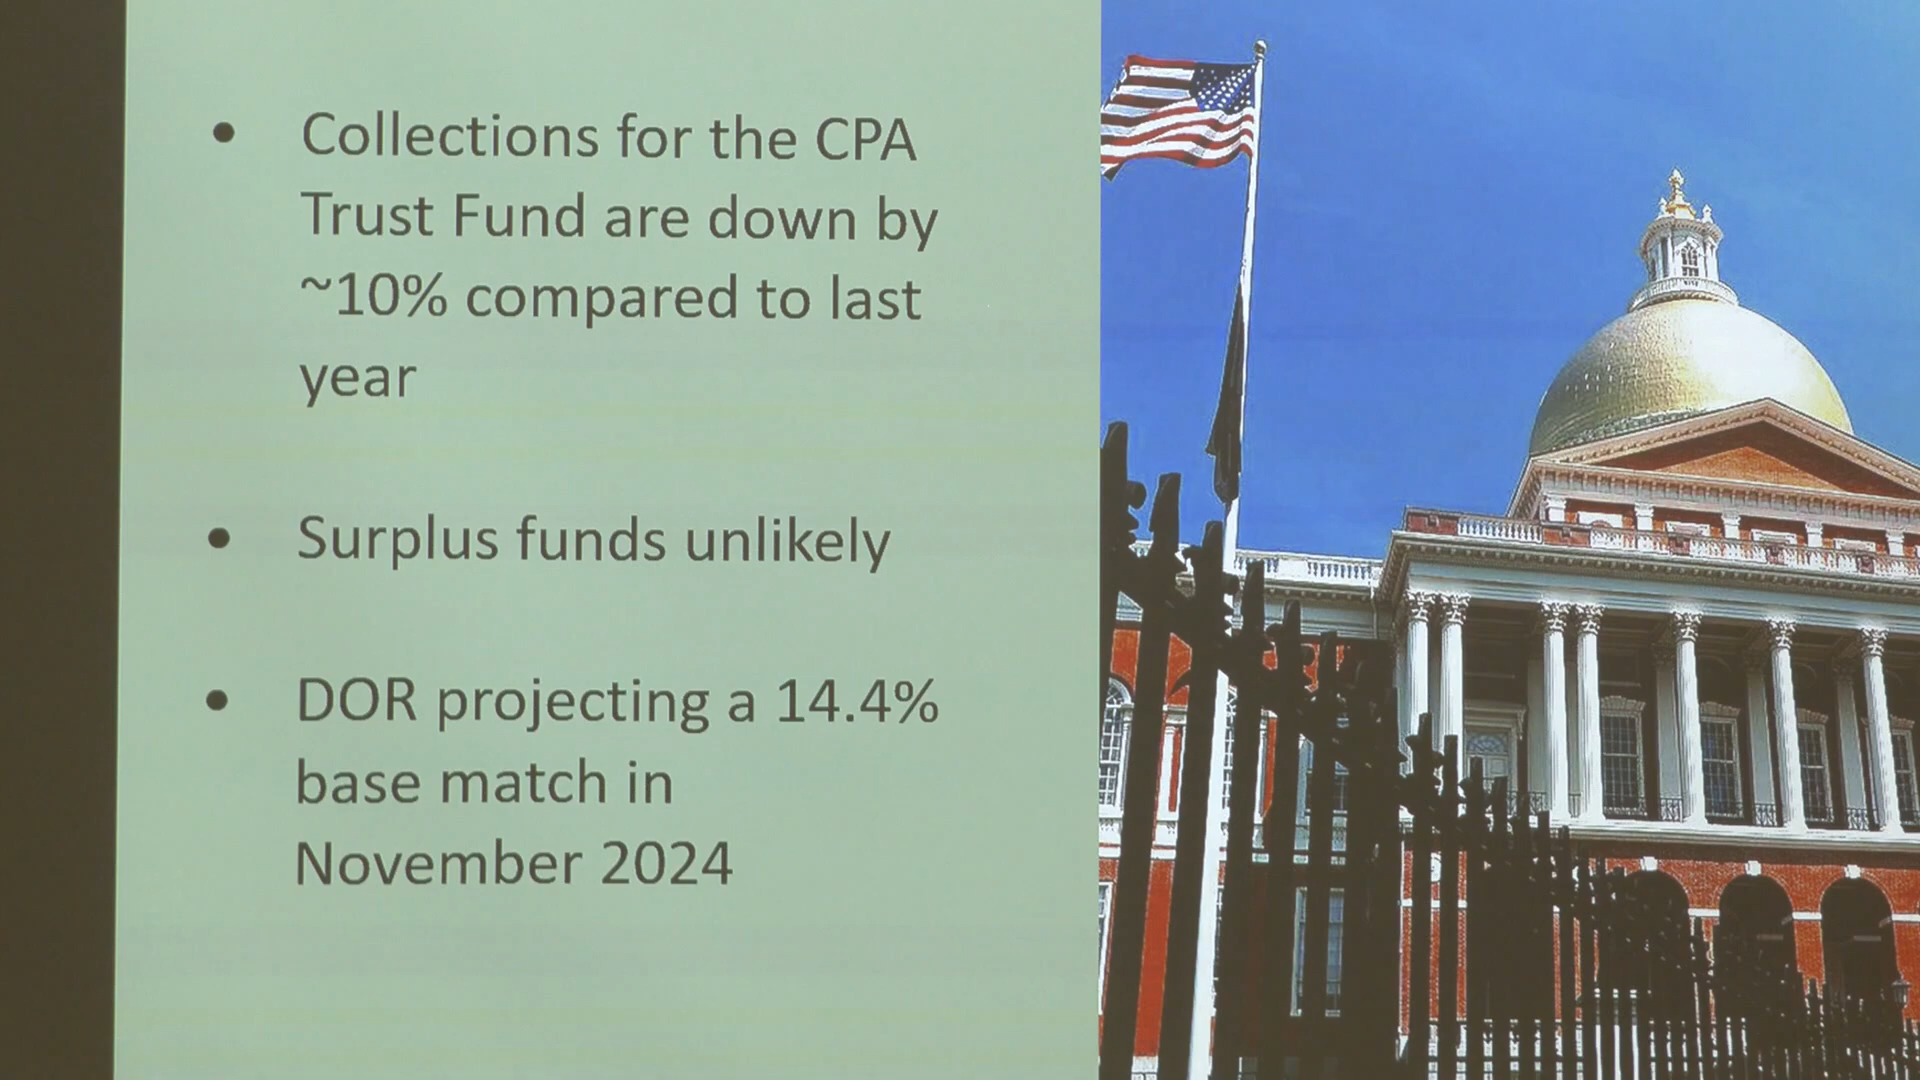 • Collections for the CPA
Trust Fund are down by
~10% compared to last
year
• Surplus funds unlikely
• DOR projecting a 14.4%
base match in
November 2024